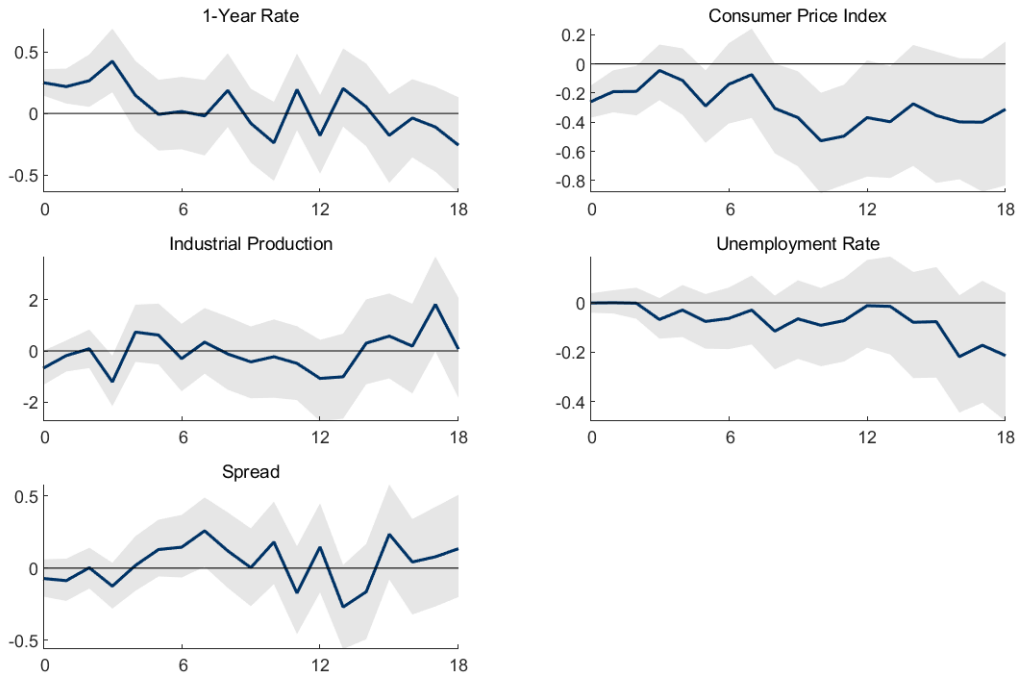 1-Year Rate
0.5
0
-0.5
0 6 12 18
Consumer Price Index
0.2
0
-0.2
-0.4
-0.6
-0.8
0 6 12 18
Industrial Production
2
0
-2
0 6 12 18
Unemployment Rate
0
-0.2
-0.4
0 6 12 18
Spread
0.5
0
-0.5
0 6 12 18